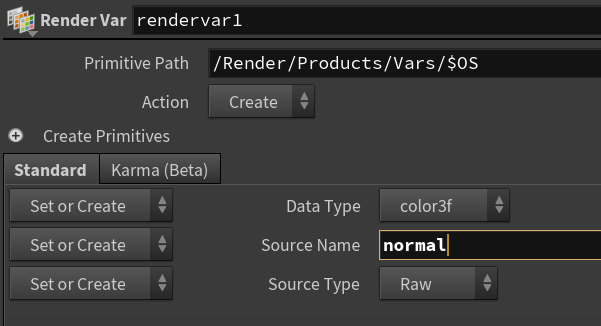 Render Var rendervar1
Primitive Path /Render/Products/Vars/$OS
Action Create
Create Primitives
Standard Karma (Beta)
Set or Create Data Type color3f
Set or Create Source Name normal
Set or Create Source Type Raw